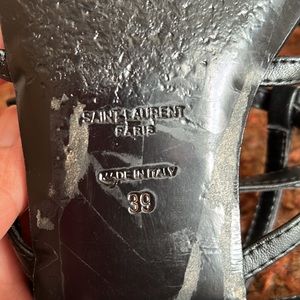 SAINT LAURENT
PARIS
MADE IN ITALY
39